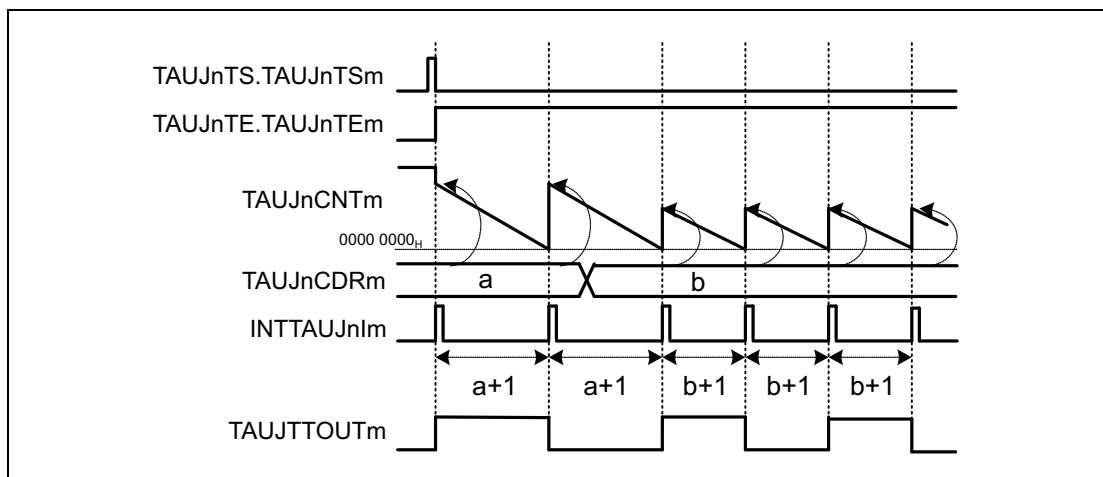 TAUJnTS.TAUJnTSm
TAUJnTE.TAUJnTEm
TAUJnCNTm
0000 0000H
TAUJnCDRm
a b
INTTAUJnIm
a+1 a+1 b+1 b+1 b+1
TAUJTTOUTm